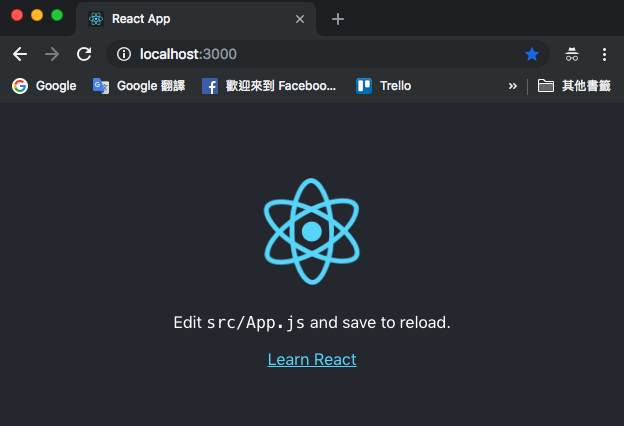 React App
localhost:3000
Google Google 翻譯 歡迎來到 Faceboo... Trello » 其他書籤
Edit src/App.js and save to reload.
Learn React